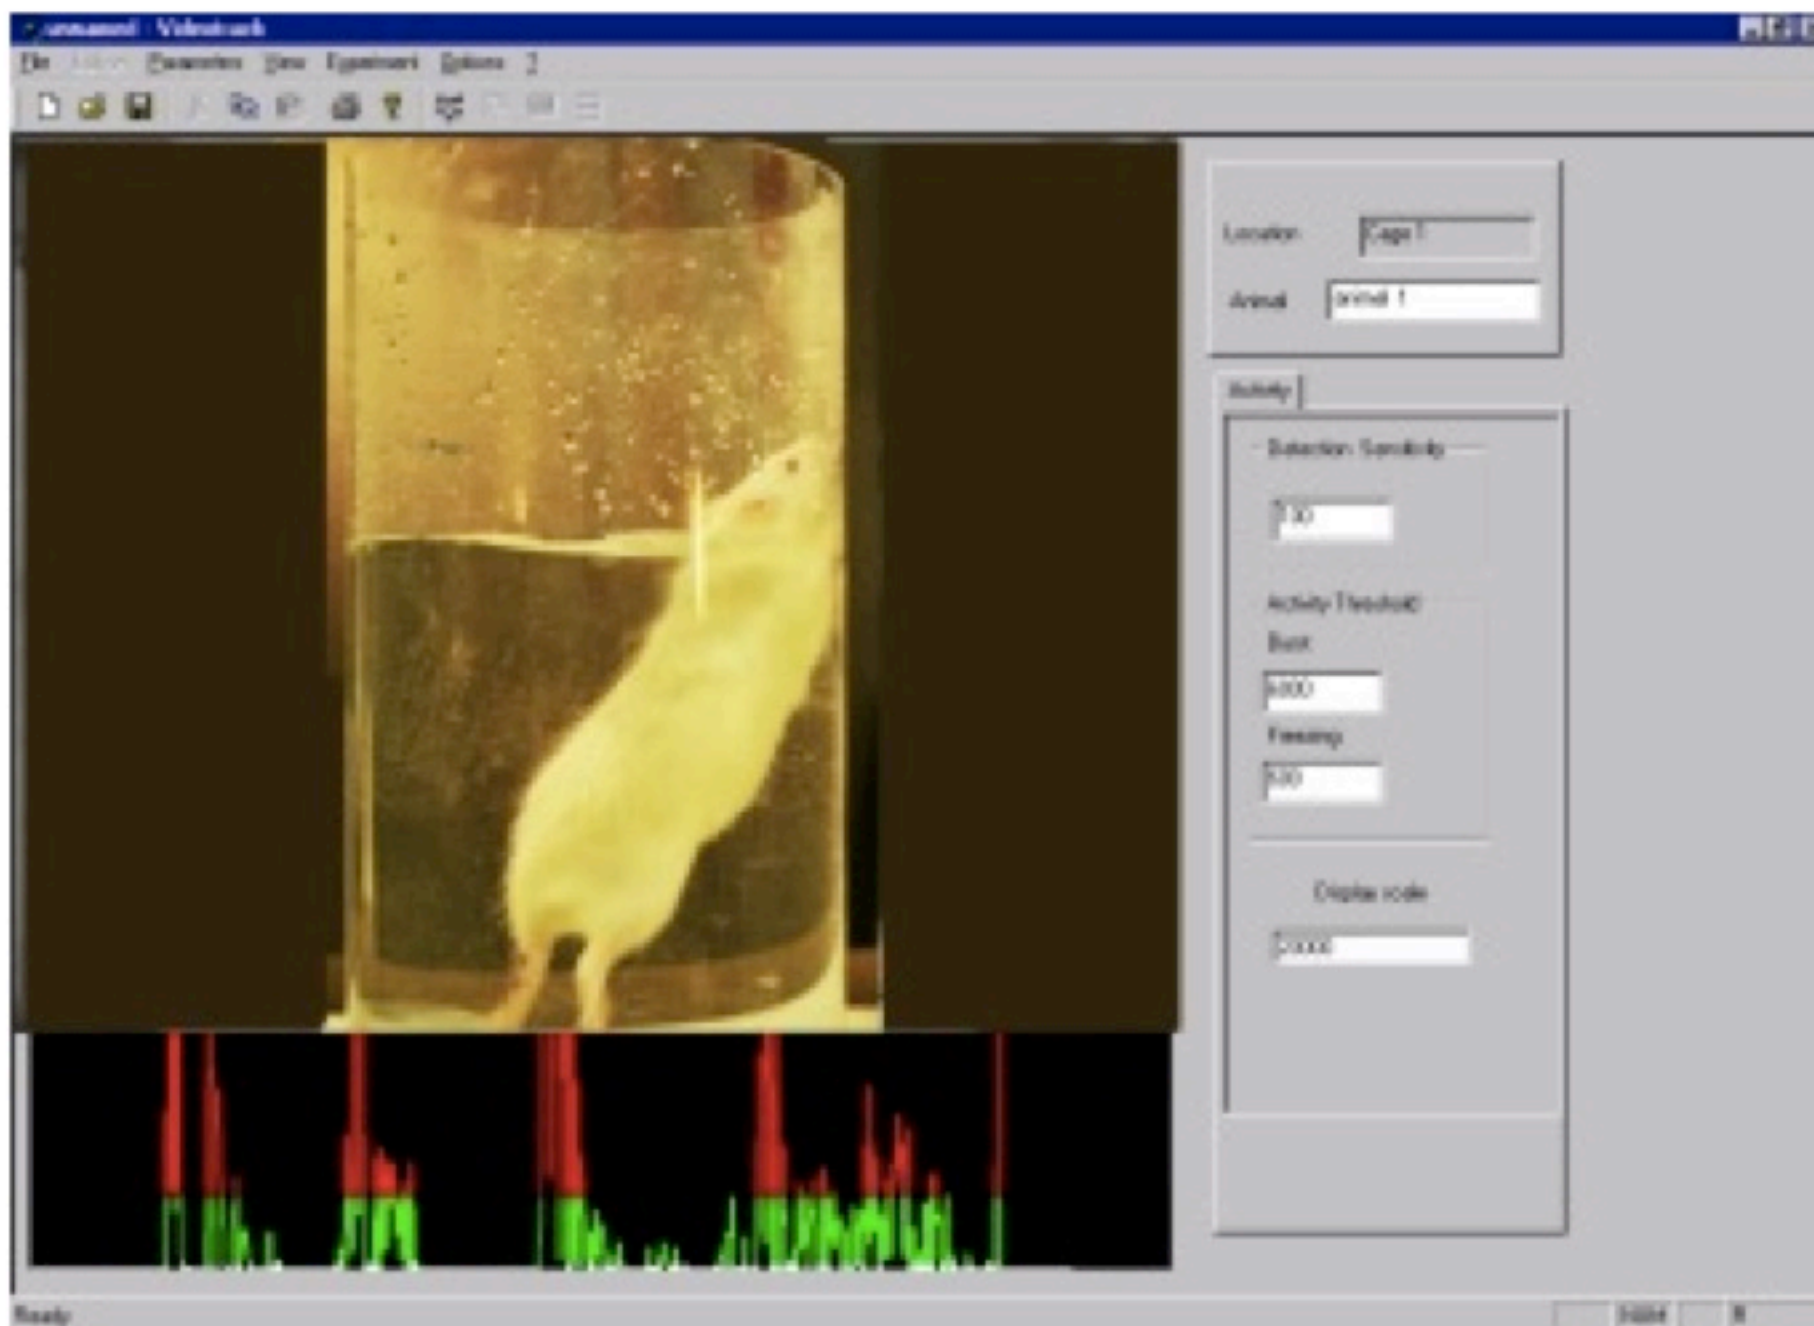 unnamed - Videotrack
File Parameters View Experiment Options ?
Location Cage 1
Animal animal 1
Activity
Detection Sensitivity
Activity Threshold
Burst
Freezing
Display scale
Ready